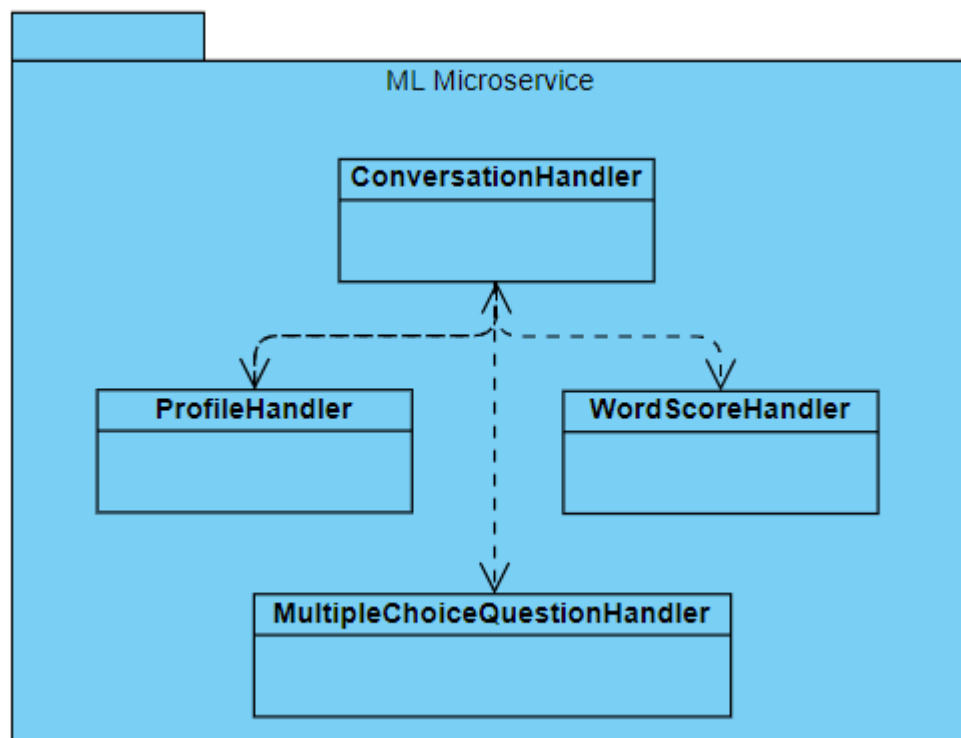 ML Microservice
ConversationHandler
ProfileHandler
WordScoreHandler
MultipleChoiceQuestionHandler